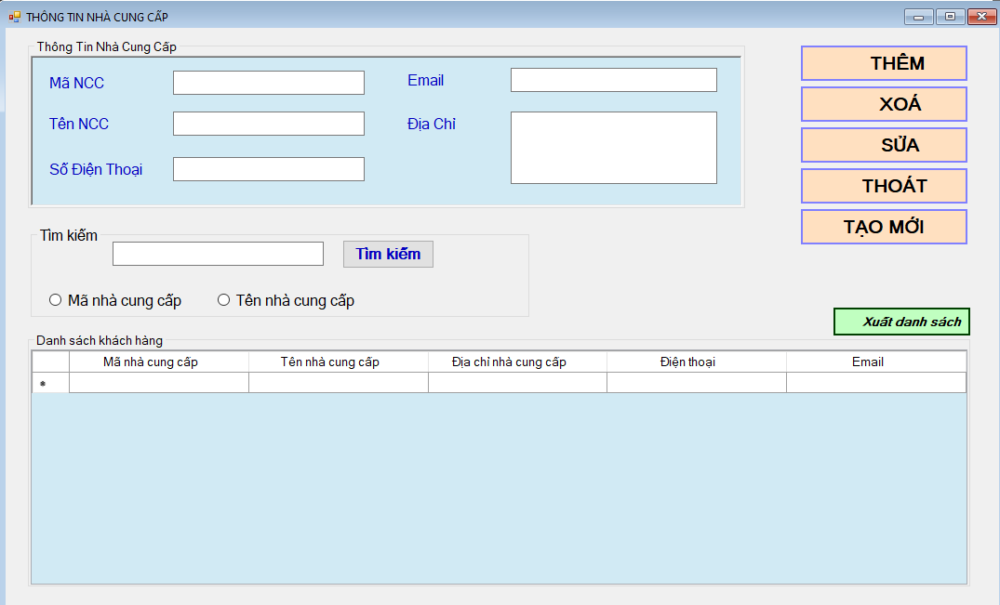 THÔNG TIN NHÀ CUNG CẤP
Thông Tin Nhà Cung Cấp
Mã NCC
Email
Tên NCC
Địa Chỉ
Số Điện Thoại
THÊM
XOÁ
SỬA
THOÁT
TẠO MỚI
Tìm kiếm
Tìm kiếm
Mã nhà cung cấp Tên nhà cung cấp
Xuất danh sách
Danh sách khách hàng
Mã nhà cung cấp Tên nhà cung cấp Địa chỉ nhà cung cấp Điện thoại Email